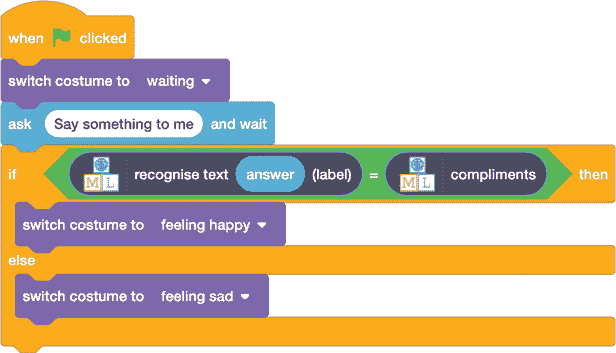 when clicked
switch costume to waiting
ask Say something to me and wait
if ML recognise text answer (label) = ML compliments then
switch costume to feeling happy
else
switch costume to feeling sad